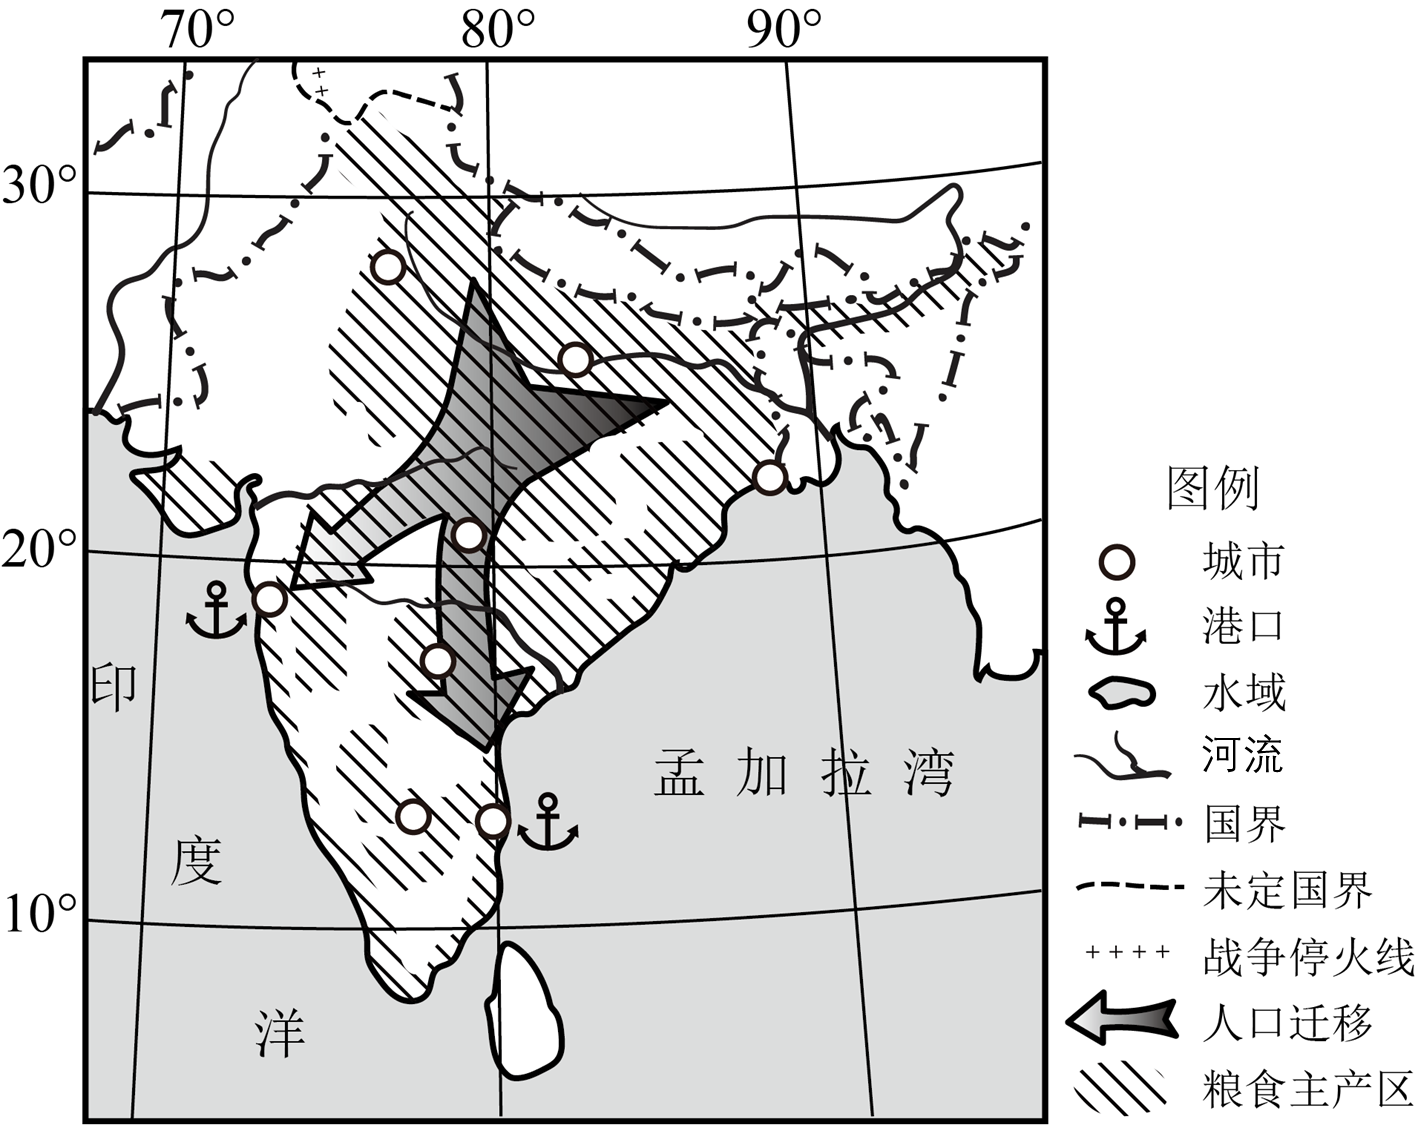 70° 80° 90°
30°
20°
10°
印
度
洋
孟加拉湾
图例
城市
港口
水域
河流
国界
未定国界
战争停火线
人口迁移
粮食主产区